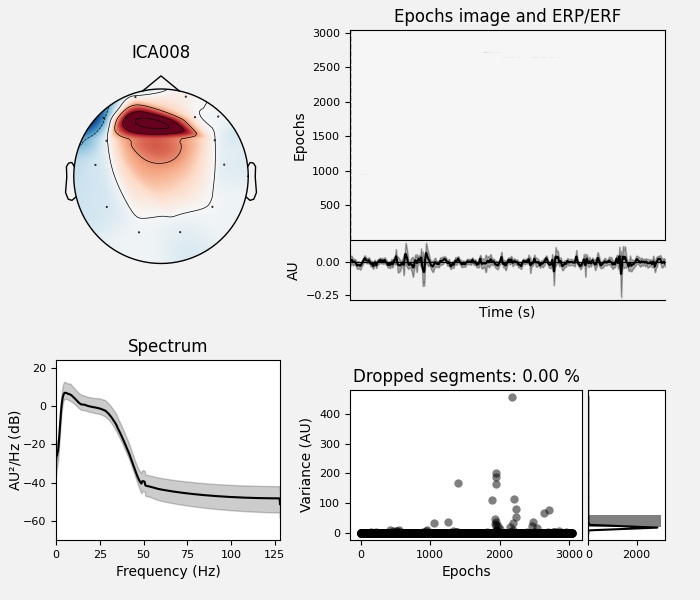 ICA008
Epochs image and ERP/ERF
Epochs
3000
2500
2000
1500
1000
500
AU
0.00
−0.25
Time (s)
Spectrum
AU²/Hz (dB)
20
0
−20
−40
−60
0 25 50 75 100 125
Frequency (Hz)
Dropped segments: 0.00 %
Variance (AU)
400
300
200
100
0
0 1000 2000 3000
Epochs
0 2000